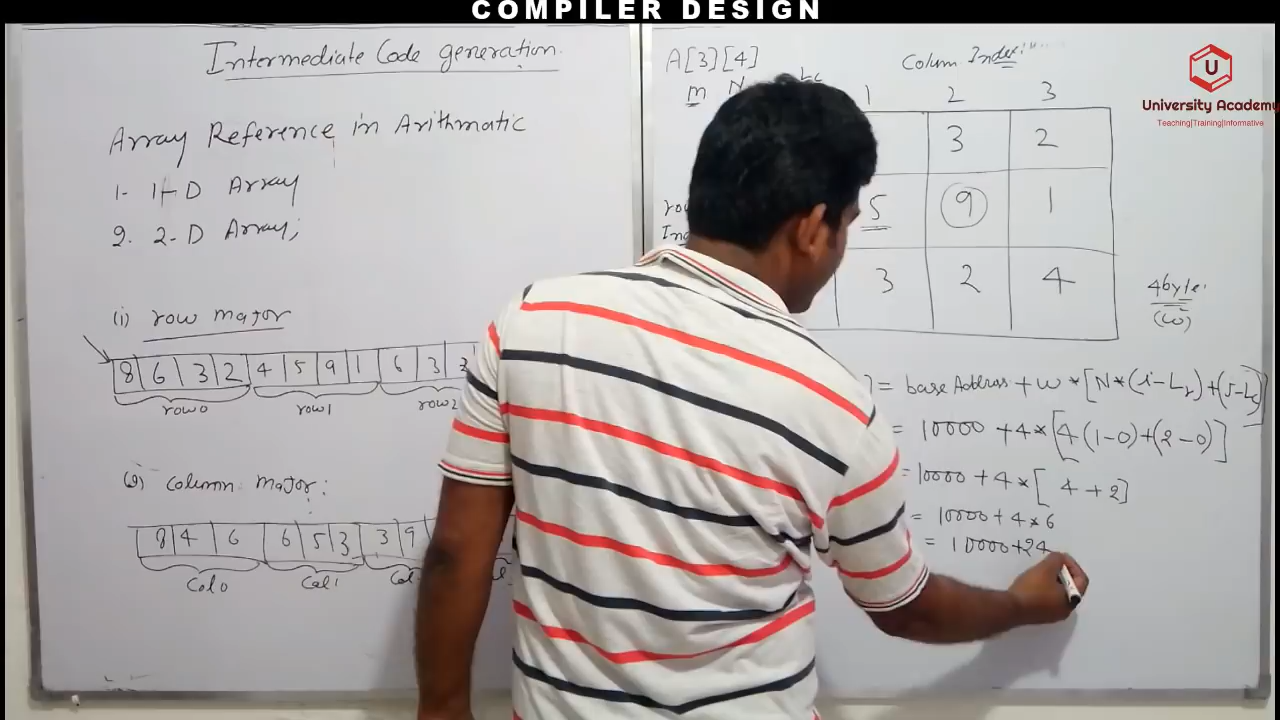 COMPILER DESIGN
Intermediate Code generation.
Array Reference in Arithmatic
1- 1-D Array
2. 2-D Array;
(i) row major
8 6 3 2 4 5 9 1 6 3
row0 row1 row2
(2) Column major:
8 4 6 6 5 3 3 9
Col0 Col1 Col
A[3][4]
m N Lc
Colum Index
1 2 3
3 2
5 9 1
3 2 4
row
In
4byte
(w)
] = base Address + w * [N * (i-Lr) + (J-Lc)]
= 10000 + 4 * [4 (1-0) + (2-0)]
= 10000 + 4 * [ 4 + 2]
= 10000 + 4 * 6
= 10000 + 24
U
University Academy
Teaching|Training|Informative